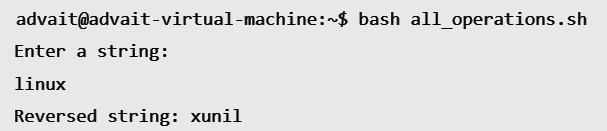 advait@advait-virtual-machine:~$ bash all_operations.sh
Enter a string:
linux
Reversed string: xunil